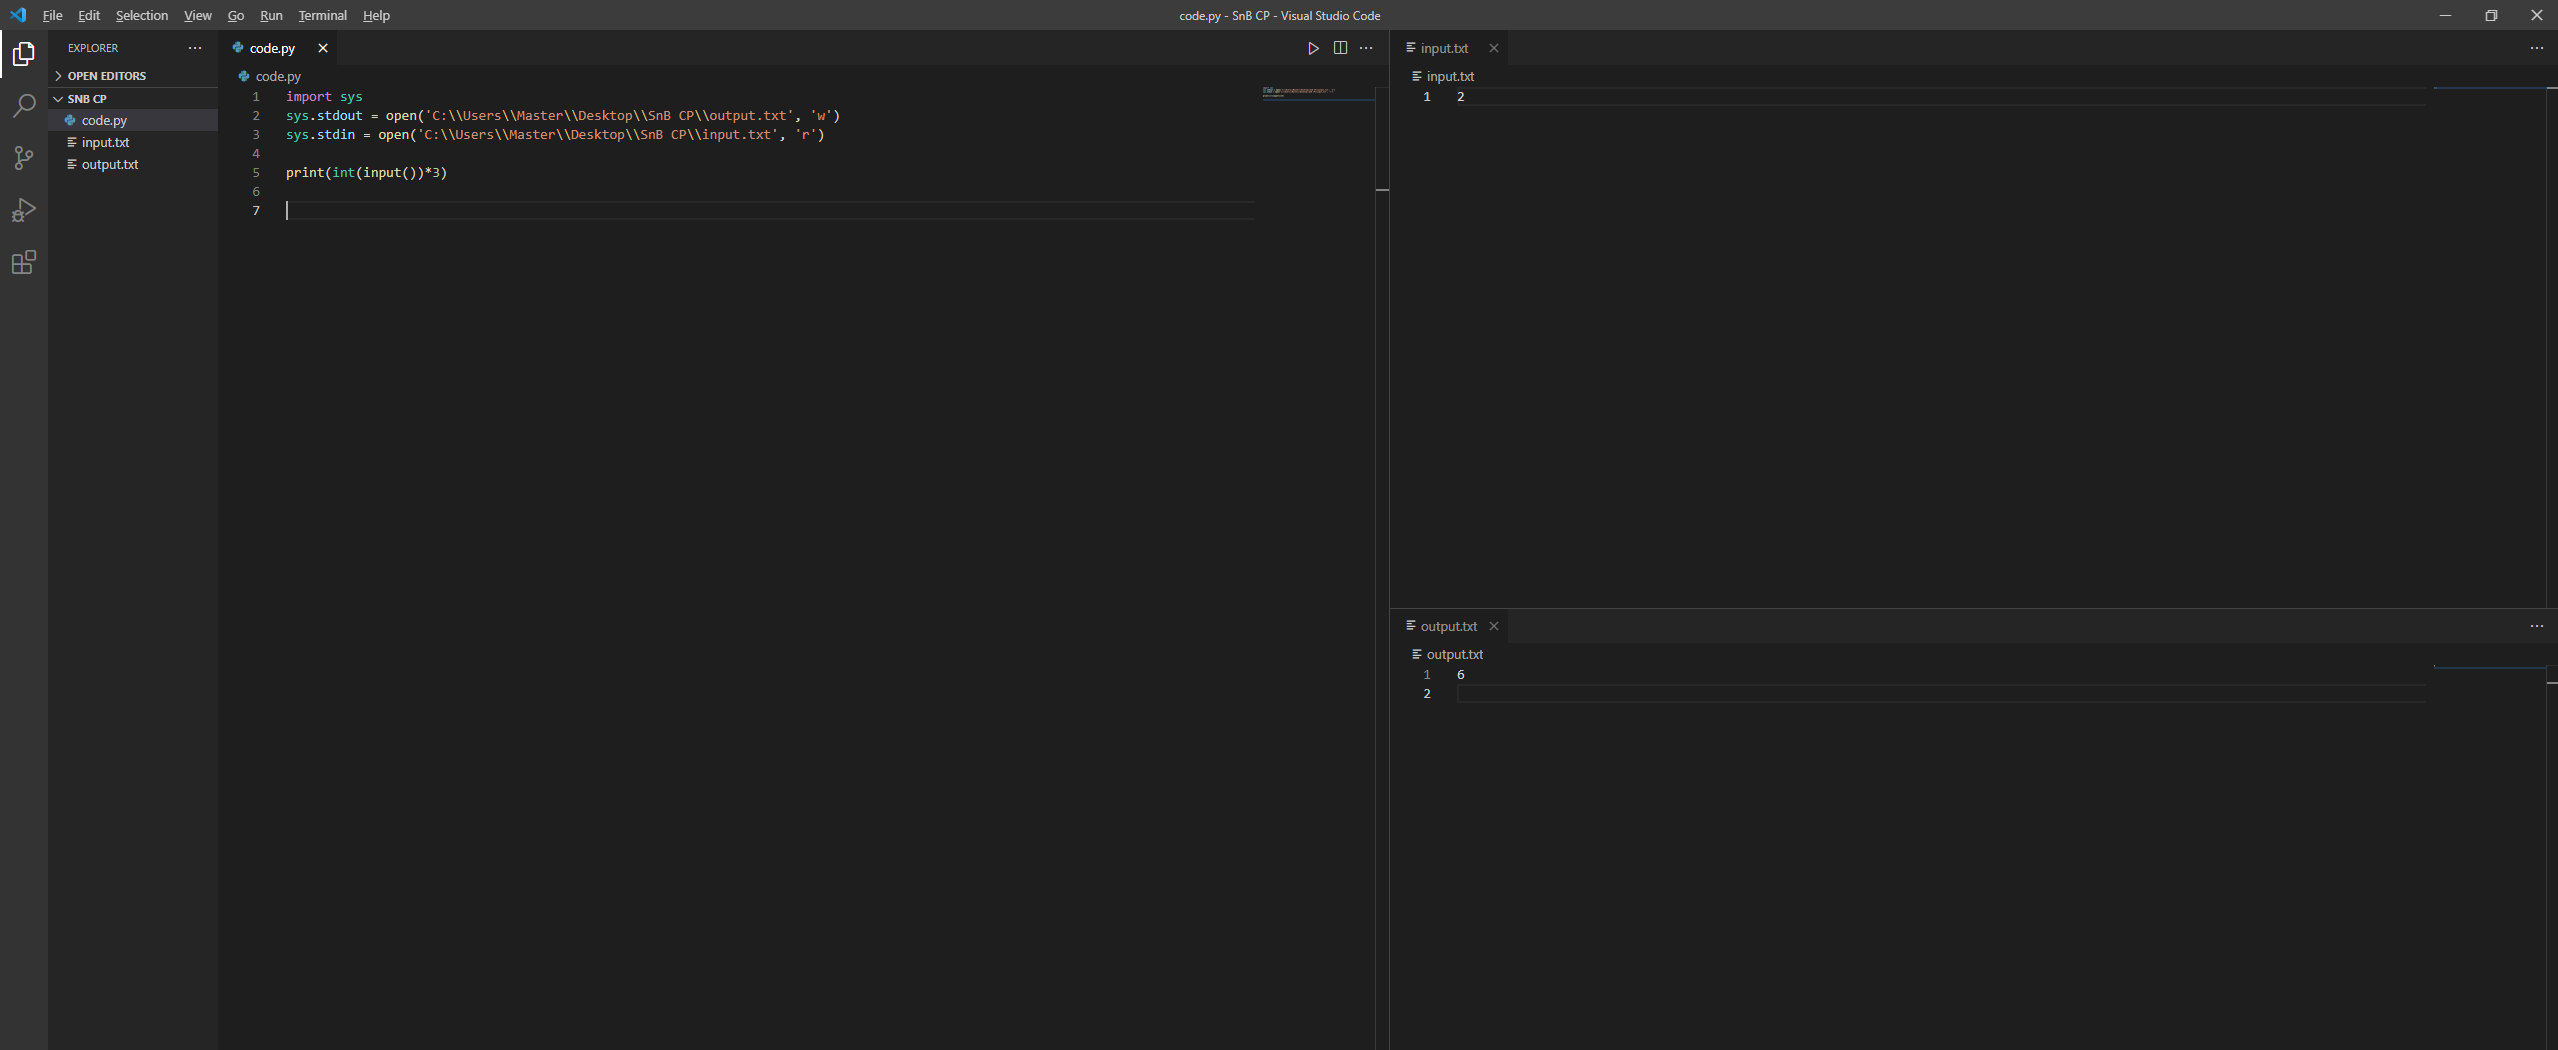 File Edit Selection View Go Run Terminal Help
code.py - SnB CP - Visual Studio Code
EXPLORER
OPEN EDITORS
SNB CP
code.py
input.txt
output.txt
code.py
code.py
1 import sys
2 sys.stdout = open('C:\\Users\\Master\\Desktop\\SnB CP\\output.txt', 'w')
3 sys.stdin = open('C:\\Users\\Master\\Desktop\\SnB CP\\input.txt', 'r')
4
5 print(int(input())*3)
6
7
input.txt
input.txt
1 2
output.txt
output.txt
1 6
2